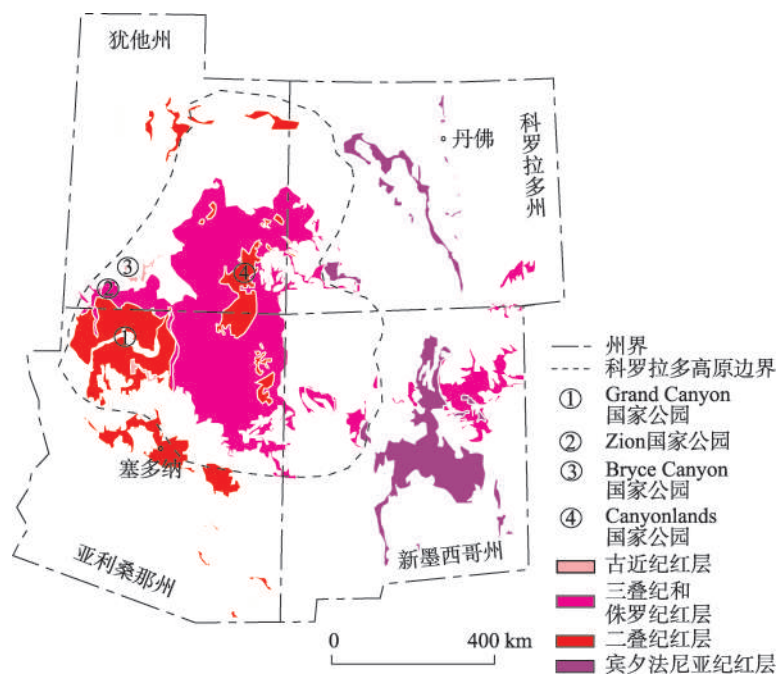 犹他州
丹佛
科罗拉多州
③
④
②
①
塞多纳
亚利桑那州
新墨西哥州
0 400 km
州界
科罗拉多高原边界
① Grand Canyon
国家公园
② Zion国家公园
③ Bryce Canyon
国家公园
④ Canyonlands
国家公园
古近纪红层
三叠纪和
侏罗纪红层
二叠纪红层
宾夕法尼亚纪红层